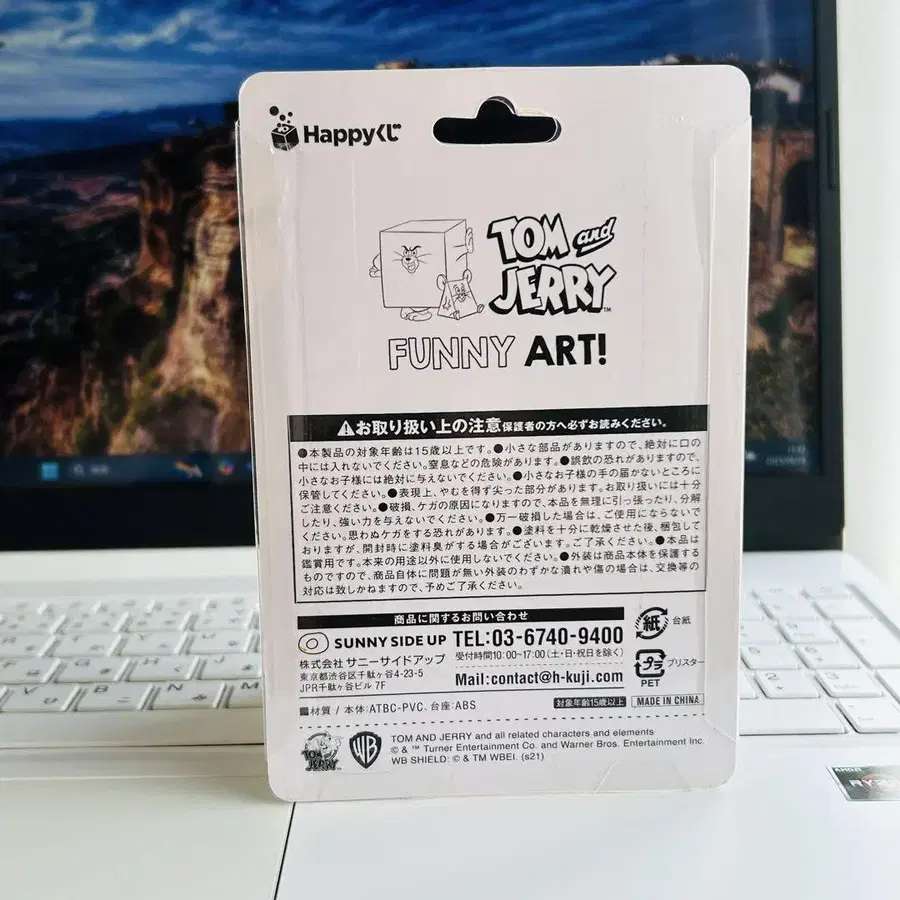 Happyくじ
TOM and
JERRY™
FUNNY ART!
⚠お取り扱い上の注意 保護者の方へ必ずお読みください。
●本製品の対象年齢は15歳以上です。●小さな部品がありますので、絶対に口の
中には入れないでください。窒息などの危険があります。●誤飲の恐れがありますので、
小さなお子様には絶対に与えないでください。●小さなお子様の手の届かないところに
保管してください。●表現上、やむを得ず尖った部分があります。お取り扱いには十分
ご注意ください。●破損、ケガの原因になりますので、本品を無理に引っ張ったり、分解
したり、強い力を与えないでください。●万一破損した場合は、ご使用にならないで
ください。思わぬケガをする恐れがあります。●塗料を十分に乾燥させた後、梱包して
おりますが、開封時に塗料臭がする場合がございます。ご了承ください。●本品は
鑑賞用です。本来の用途以外に使用しないでください。●外装は商品本体を保護する
ものですので、商品自体に問題が無い外装のわずかな潰れや傷の場合は、交換等の
対応は致しかねますので、予めご了承ください。
商品に関するお問い合わせ
SUNNY SIDE UP
株式会社 サニーサイドアップ
東京都渋谷区千駄ヶ谷4-23-5
JPR千駄ヶ谷ビル 7F
TEL:03-6740-9400
受付時間10:00~17:00(土・日・祝日を除く)
Mail:contact@h-kuji.com
紙 台紙
プラ ブリスター
PET
■材質 / 本体:ATBC-PVC、台座:ABS
対象年齢15歳以上 MADE IN CHINA
TOM and JERRY
WB
TOM AND JERRY and all related characters and elements
© & ™ Turner Entertainment Co. and Warner Bros. Entertainment Inc.
WB SHIELD: © & TM WBEI. (s21)
AMD
RYZ